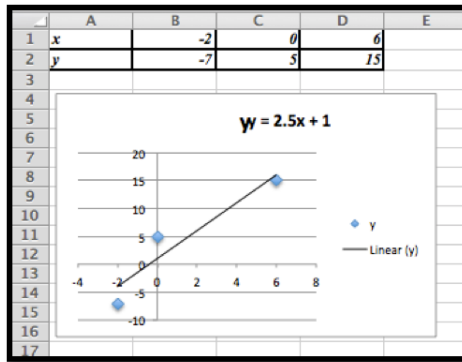 A B C D E
1 x -2 0 6
2 y -7 5 15
3
4
5 y = 2.5x + 1
6
7 20
8 15
9
10 10
11 5 y
12 0 Linear (y)
13 -4 -2 0 2 4 6 8
14 -5
15 -10
16
17